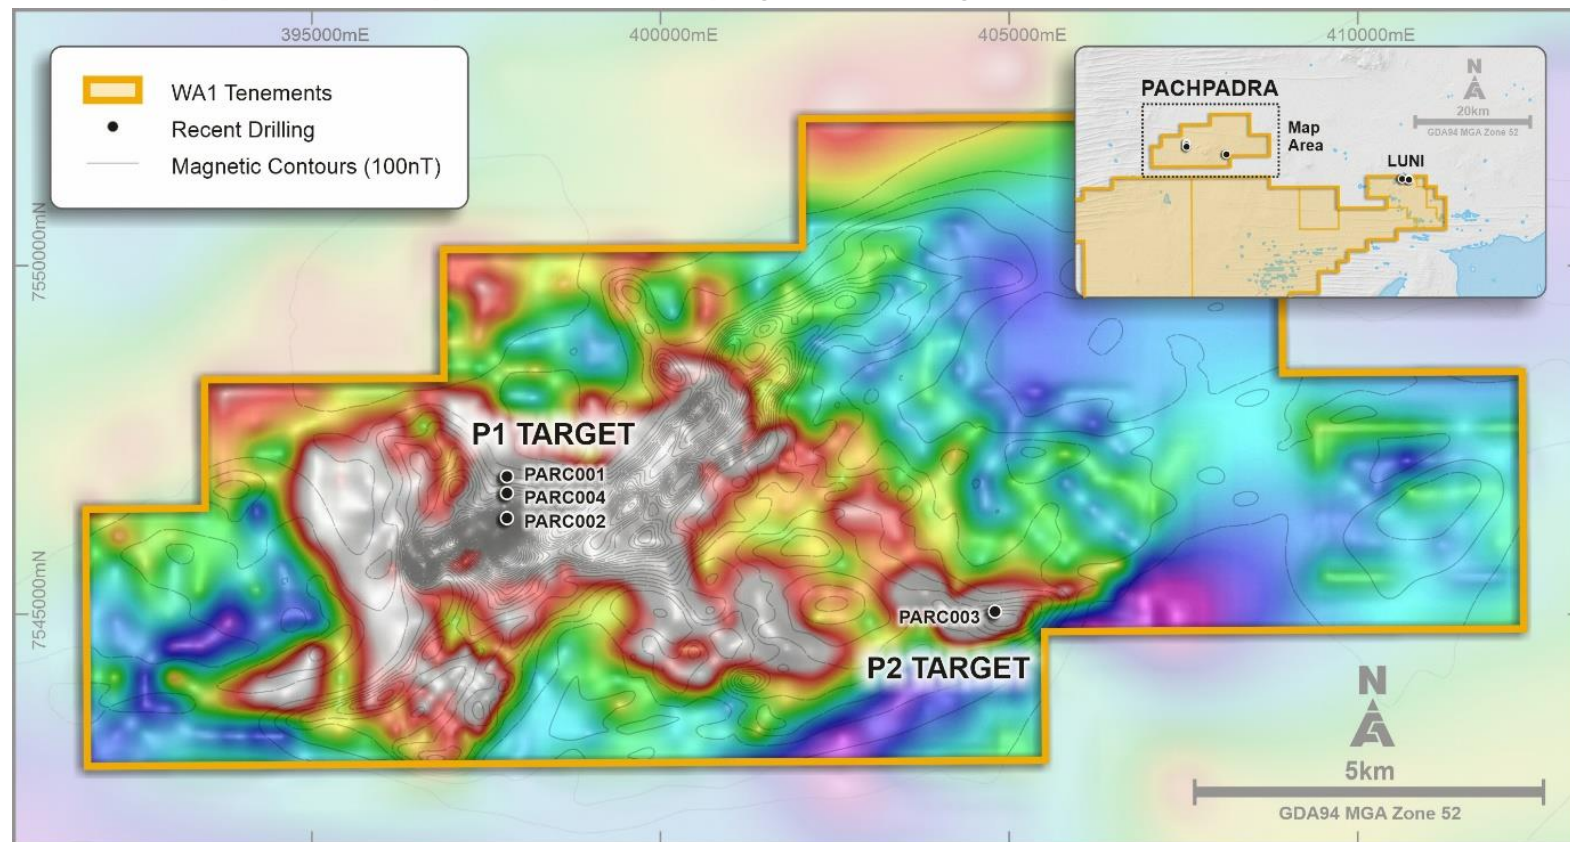 395000mE
400000mE
405000mE
410000mE
WA1 Tenements
Recent Drilling
Magnetic Contours (100nT)
PACHPADRA
Map
Area
N
20km
GDA94 MGA Zone 52
LUNI
7550000mN
7545000mN
P1 TARGET
PARC001
PARC004
PARC002
PARC003
P2 TARGET
N
5km
GDA94 MGA Zone 52